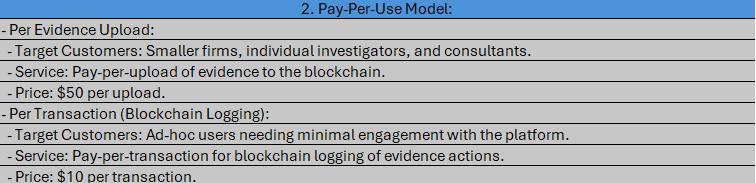 2. Pay-Per-Use Model:
- Per Evidence Upload:
- Target Customers: Smaller firms, individual investigators, and consultants.
- Service: Pay-per-upload of evidence to the blockchain.
- Price: $50 per upload.
- Per Transaction (Blockchain Logging):
- Target Customers: Ad-hoc users needing minimal engagement with the platform.
- Service: Pay-per-transaction for blockchain logging of evidence actions.
- Price: $10 per transaction.